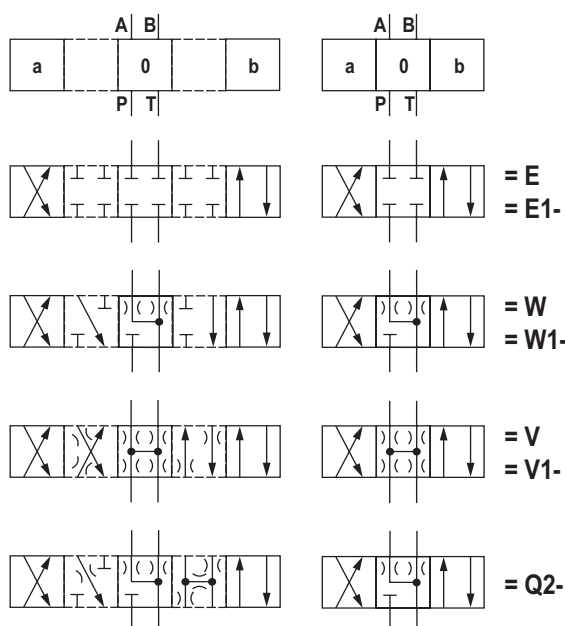 A B A B
a 0 b a 0 b
P T P T
= E
= E1-
= W
= W1-
= V
= V1-
= Q2-